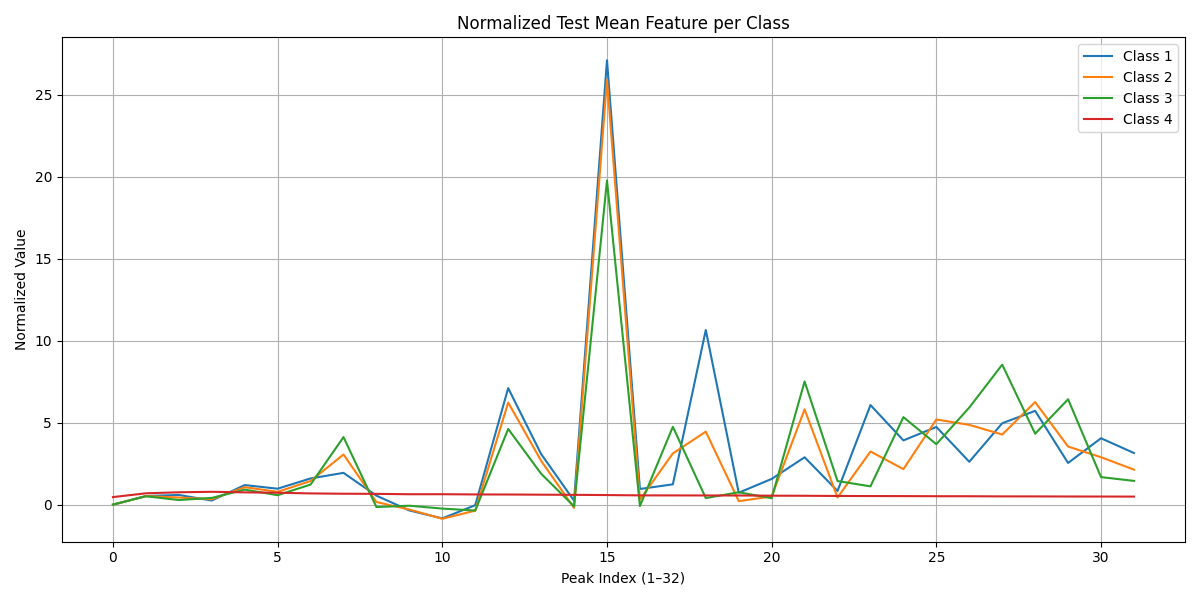 Normalized Test Mean Feature per Class
Class 1
Class 2
Class 3
Class 4
Normalized Value
25
20
15
10
5
0
0 5 10 15 20 25 30
Peak Index (1–32)